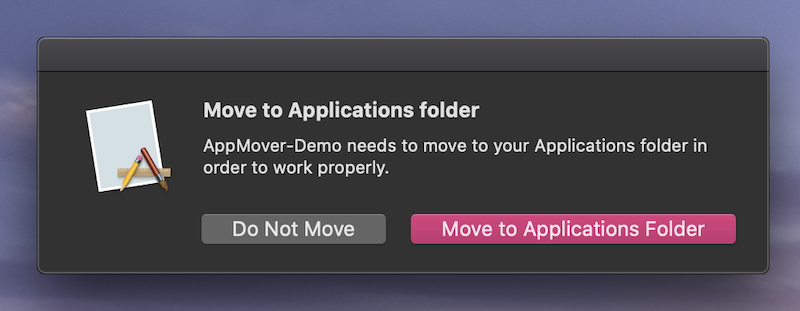 Move to Applications folder
AppMover-Demo needs to move to your Applications folder in
order to work properly.
Do Not Move
Move to Applications Folder